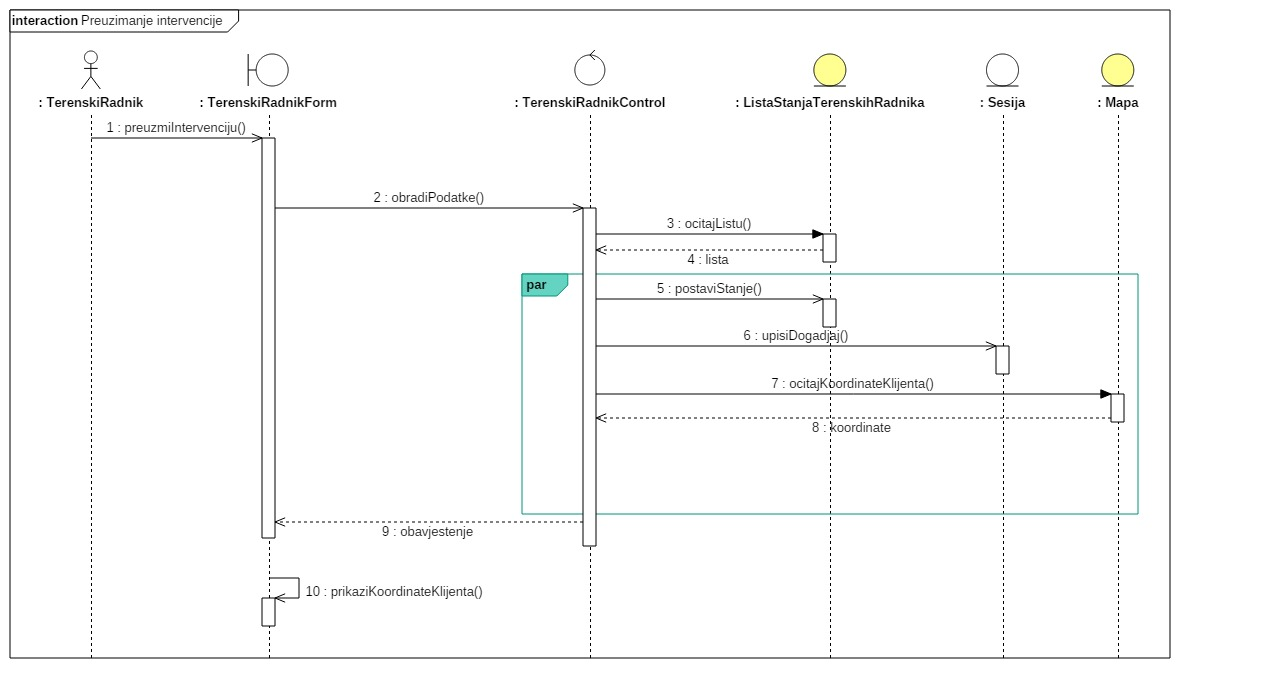 interaction Preuzimanje intervencije
: TerenskiRadnik
: TerenskiRadnikForm
: TerenskiRadnikControl
: ListaStanjaTerenskihRadnika
: Sesija
: Mapa
1 : preuzmiIntervenciju()
2 : obradiPodatke()
3 : ocitajListu()
4 : lista
par
5 : postaviStanje()
6 : upisiDogadjaj()
7 : ocitajKoordinateKlijenta()
8 : koordinate
9 : obavjestenje
10 : prikaziKoordinateKlijenta()